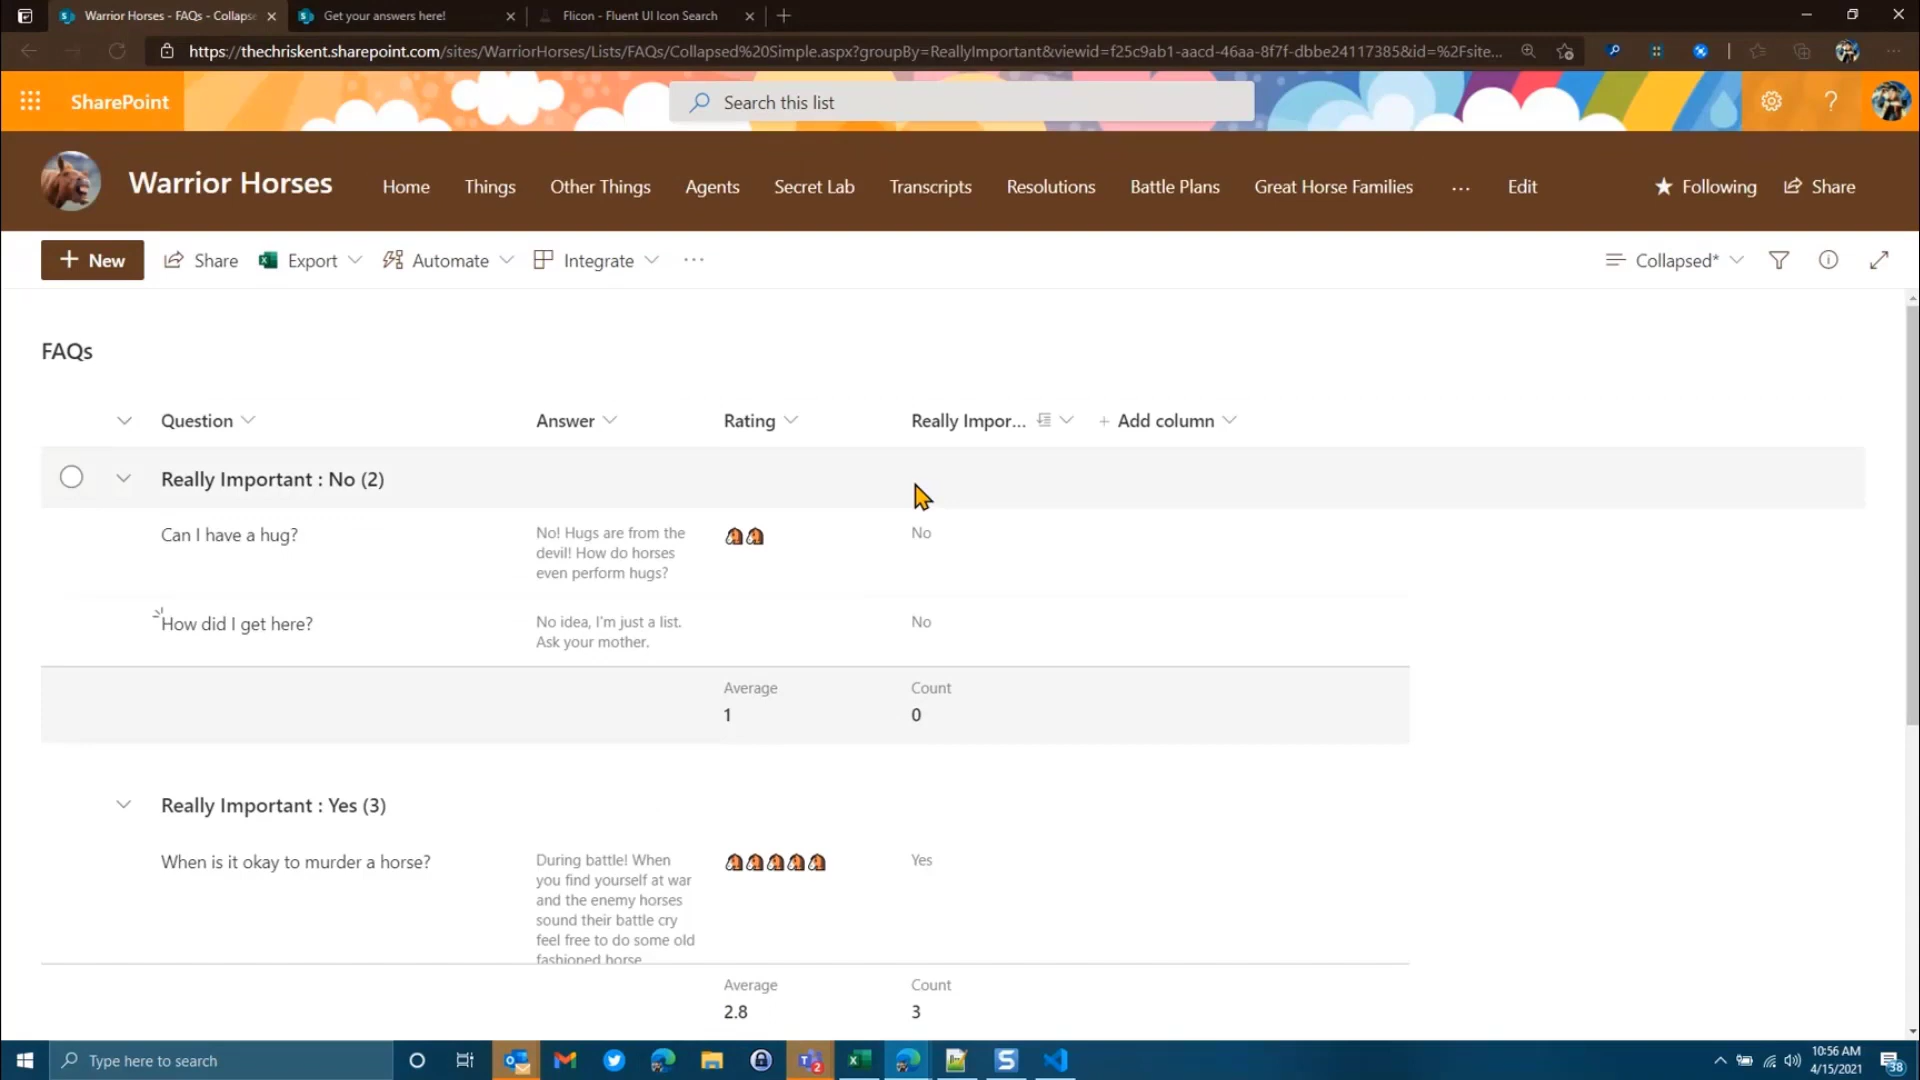 Warrior Horses - FAQs - Collapse
Get your answers here!
Flicon - Fluent UI Icon Search
https://thechriskent.sharepoint.com/sites/WarriorHorses/Lists/FAQs/Collapsed%20Simple.aspx?groupBy=ReallyImportant&viewid=f25c9ab1-aacd-46aa-8f7f-dbbe24117385&id=%2Fsite...
SharePoint
Search this list
?
Warrior Horses
Home Things Other Things Agents Secret Lab Transcripts Resolutions Battle Plans Great Horse Families ... Edit
Following Share
+ New Share Export Automate Integrate ...
Collapsed*
FAQs
Question Answer Rating Really Impor... + Add column
Really Important : No (2)
Can I have a hug?
No! Hugs are from the
devil! How do horses
even perform hugs?
No
How did I get here?
No idea, I'm just a list.
Ask your mother.
No
Average Count
1 0
Really Important : Yes (3)
When is it okay to murder a horse?
During battle! When
you find yourself at war
and the enemy horses
sound their battle cry
feel free to do some old
fashioned horse
Yes
Average Count
2.8 3
Type here to search
2
10:56 AM
4/15/2021
38